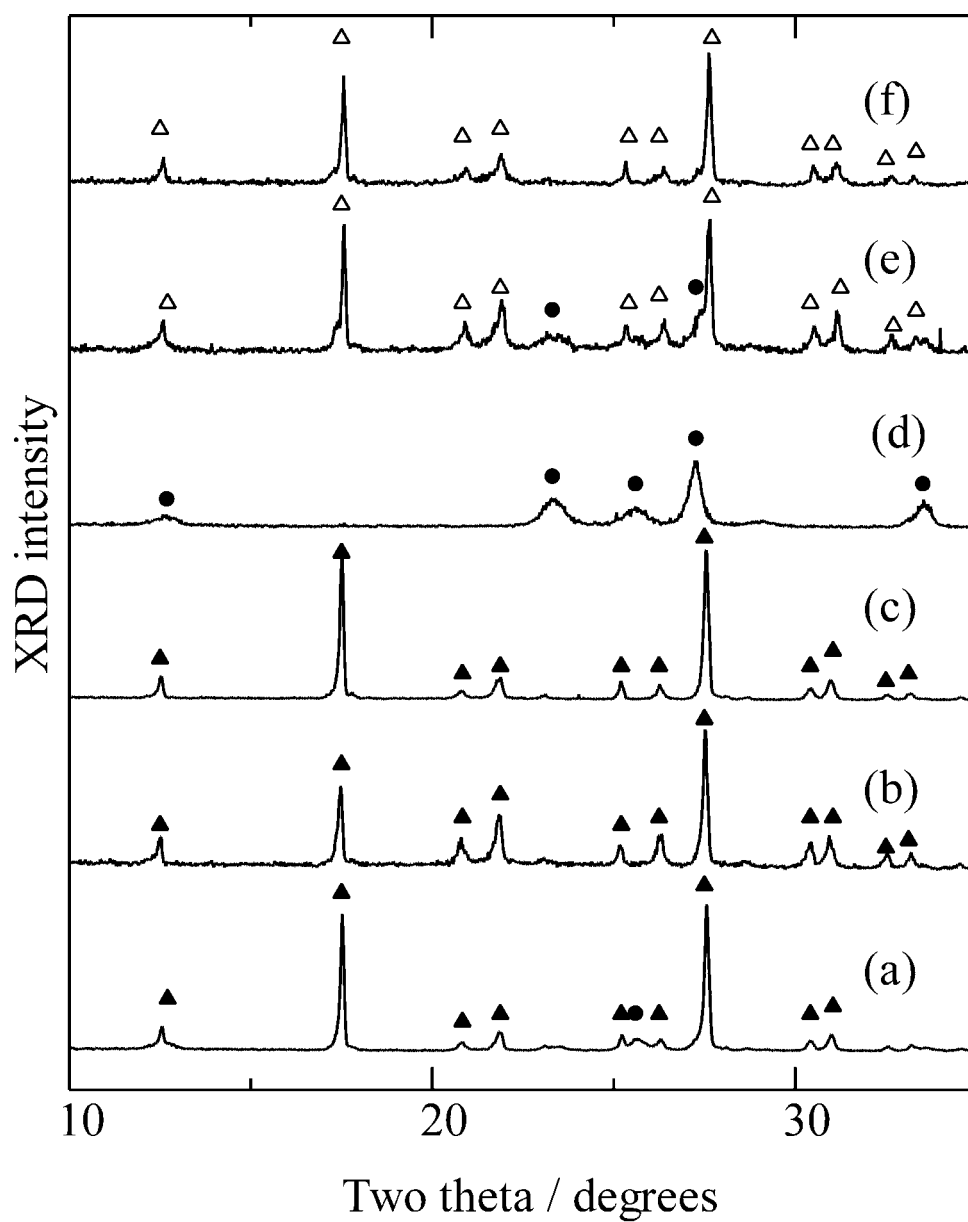 (f)
(e)
(d)
(c)
(b)
(a)
XRD intensity
10 20 30
Two theta / degrees